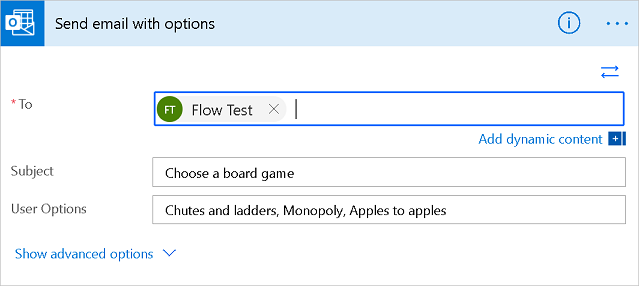 Send email with options
*To
FT Flow Test
Add dynamic content
Subject
Choose a board game
User Options
Chutes and ladders, Monopoly, Apples to apples
Show advanced options